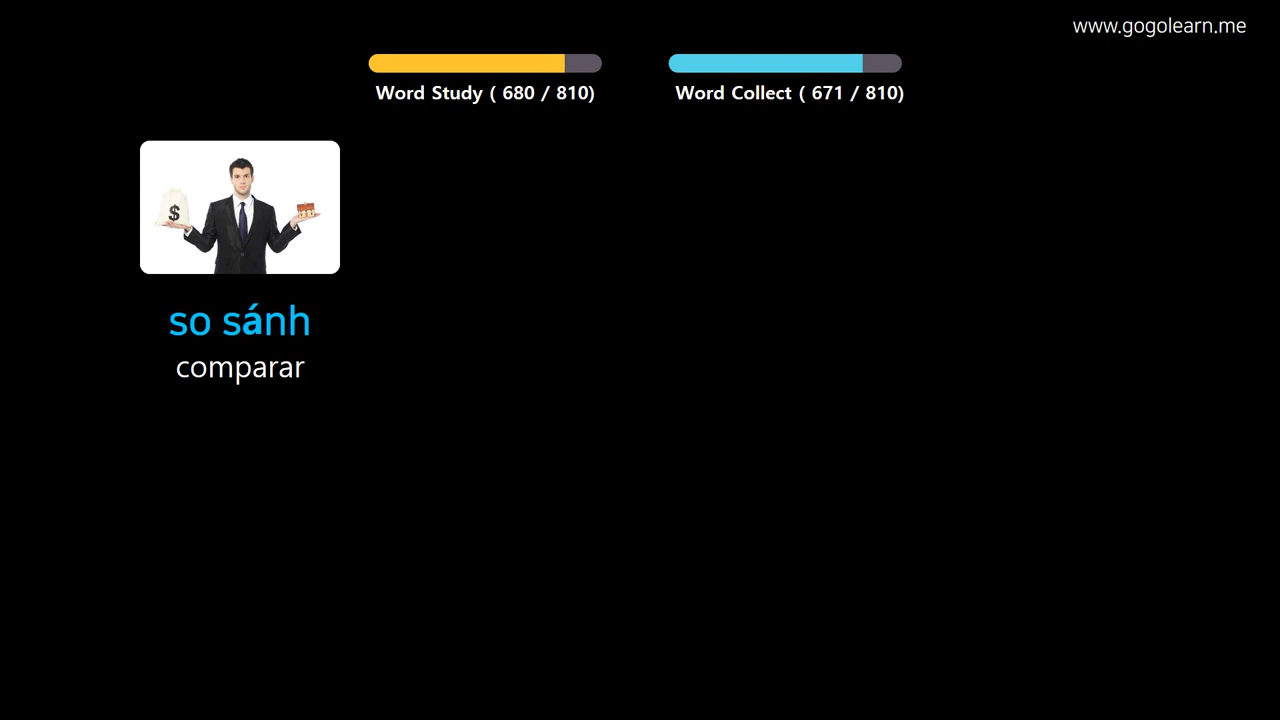 www.gogolearn.me
Word Study ( 680 / 810)
Word Collect ( 671 / 810)
$
so sánh
comparar